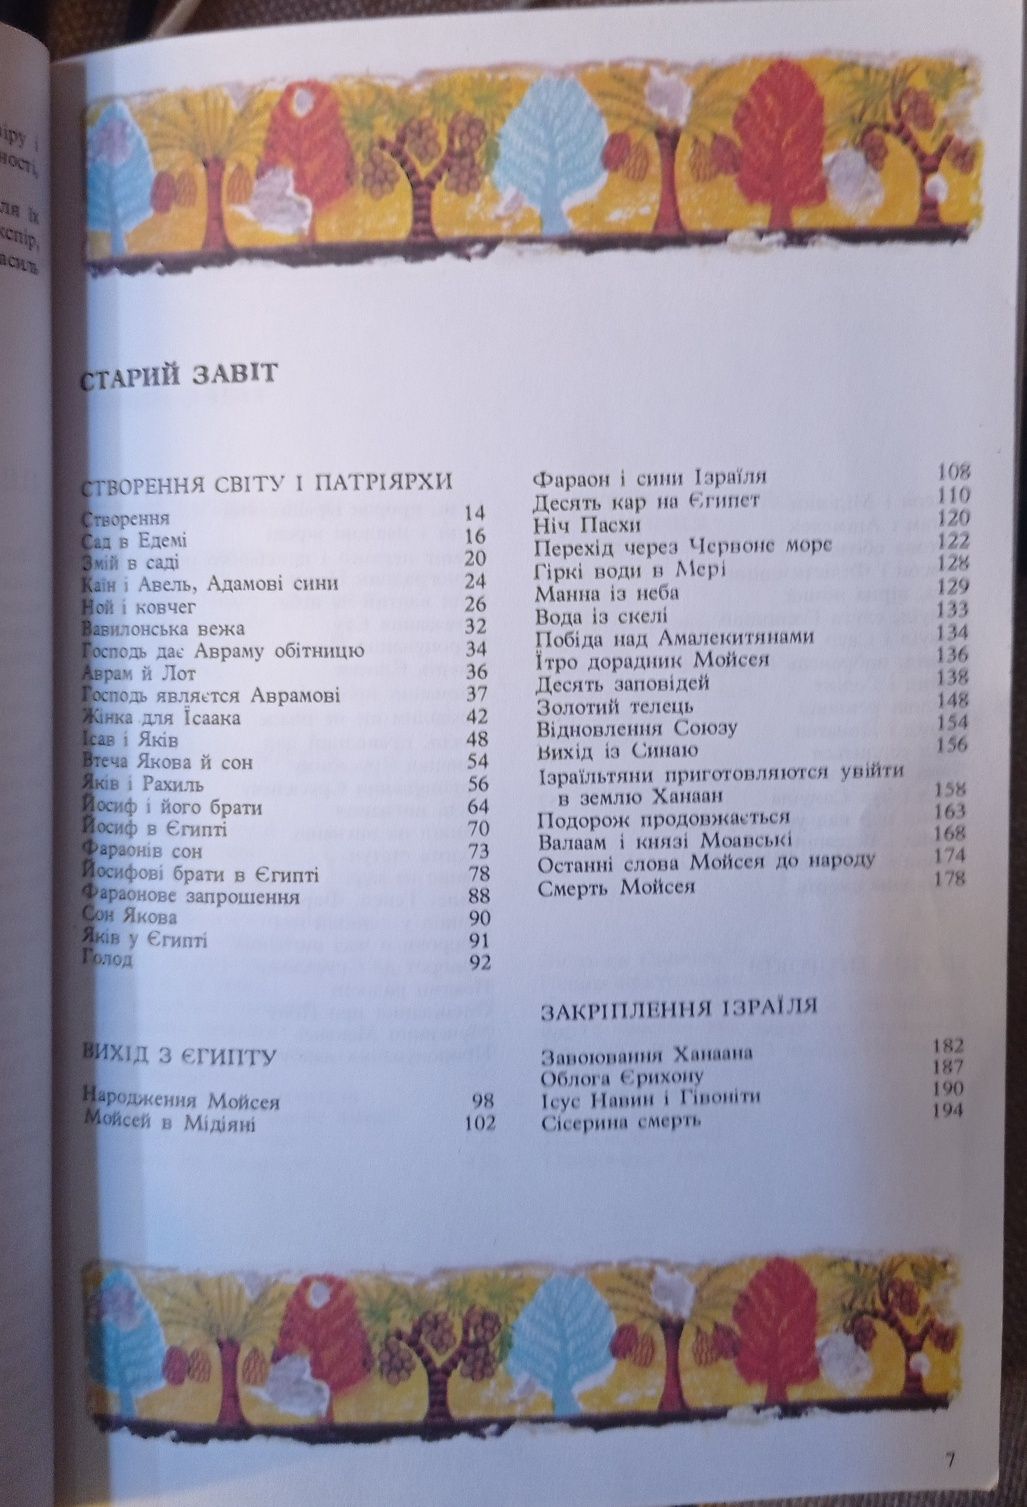 іру і
ності,
ля їх
кспір,
асиль
СТАРИЙ ЗАВІТ
СТВОРЕННЯ СВІТУ І ПАТРІЯРХИ
Створення 14
Сад в Едемі 16
Змій в саді 20
Каїн і Авель, Адамові сини 24
Ной і ковчег 26
Вавилонська вежа 32
Господь дає Авраму обітницю 34
Аврам й Лот 36
Господь являється Аврамові 37
Жінка для Ісаака 42
Ісав і Яків 48
Втеча Якова й сон 54
Яків і Рахиль 56
Йосиф і його брати 64
Йосиф в Єгипті 70
Фараонів сон 73
Йосифові брати в Єгипті 78
Фараонове запрошення 88
Сон Якова 90
Яків у Єгипті 91
Голод 92
ВИХІД З ЄГИПТУ
Народження Мойсея 98
Мойсей в Мідіяні 102
Фараон і сини Ізраїля 108
Десять кар на Єгипет 110
Ніч Пасхи 120
Перехід через Червоне море 122
Гіркі води в Мері 128
Манна із неба 129
Вода із скелі 133
Побіда над Амалекитянами 134
Їтро дорадник Мойсея 136
Десять заповідей 138
Золотий телець 148
Відновлення Союзу 154
Вихід із Синаю 156
Ізраїльтяни приготовляются увійти
в землю Ханаан 158
Подорож продовжається 163
Валаам і князі Моавські 168
Останні слова Мойсея до народу 174
Смерть Мойсея 178
ЗАКРІПЛЕННЯ ІЗРАЇЛЯ
Завоювання Ханаана 182
Облога Єрихону 187
Ісус Навин і Гівоніти 190
Сісерина смерть 194
7